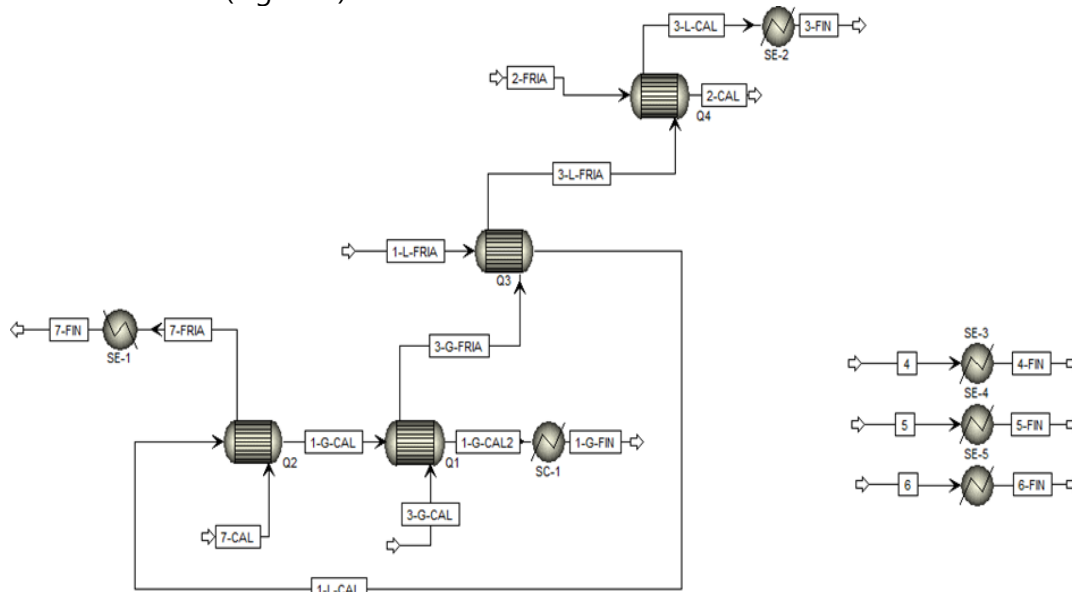 3-L-CAL
3-FIN
SE-2
2-FRIA
2-CAL
Q4
3-L-FRIA
1-L-FRIA
Q3
7-FIN
7-FRIA
SE-1
3-G-FRIA
SE-3
4
4-FIN
SE-4
5
5-FIN
SE-5
6
6-FIN
1-G-CAL
1-G-CAL2
1-G-FIN
Q2
Q1
SC-1
3-G-CAL
7-CAL
1-L-CAL